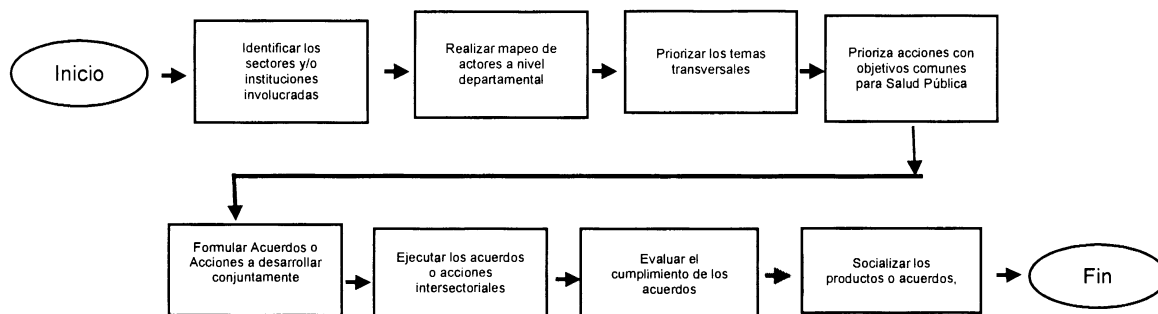 Inicio
Identificar los
sectores y/o
instituciones
involucradas
Realizar mapeo de
actores a nivel
departamental
Priorizar los temas
transversales
Prioriza acciones con
objetivos comunes
para Salud Pública
Formular Acuerdos o
Acciones a desarrollar
conjuntamente
Ejecutar los acuerdos
o acciones
intersectoriales
Evaluar el
cumplimiento de los
acuerdos
Socializar los
productos o acuerdos,
Fin